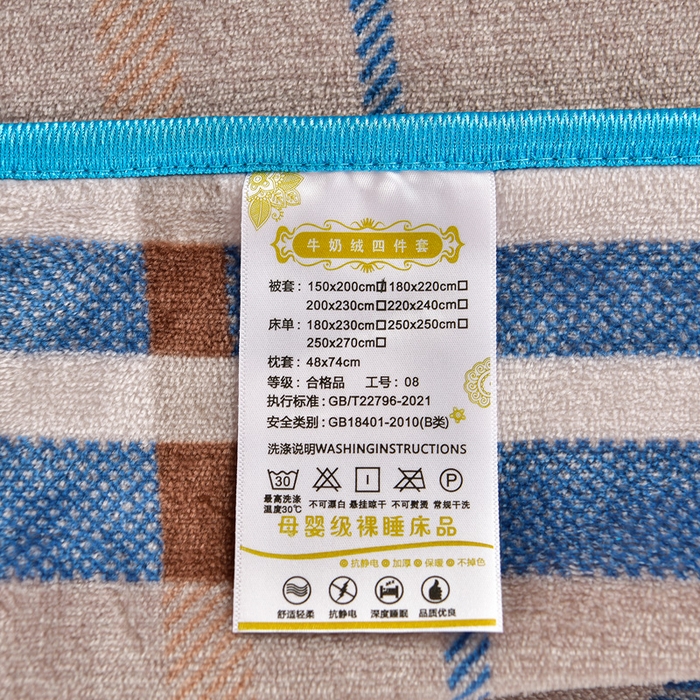 牛奶绒四件套
被套：150x200cm☑180x220cm□
200x230cm□220x240cm□
床单：180x230cm□250x250cm□
250x270cm□
枕套：48x74cm
等级：合格品 工号：08
执行标准：GB/T22796-2021
安全类别：GB18401-2010(B类)
洗涤说明WASHINGINSTRUCTIONS
30 P
最高洗涤温度30℃ 不可漂白 悬挂晾干 不可熨烫 常规干洗
母婴级裸睡床品
抗静电 加厚 保暖 不掉色
舒适轻柔 抗静电 深度睡眠 品质优良